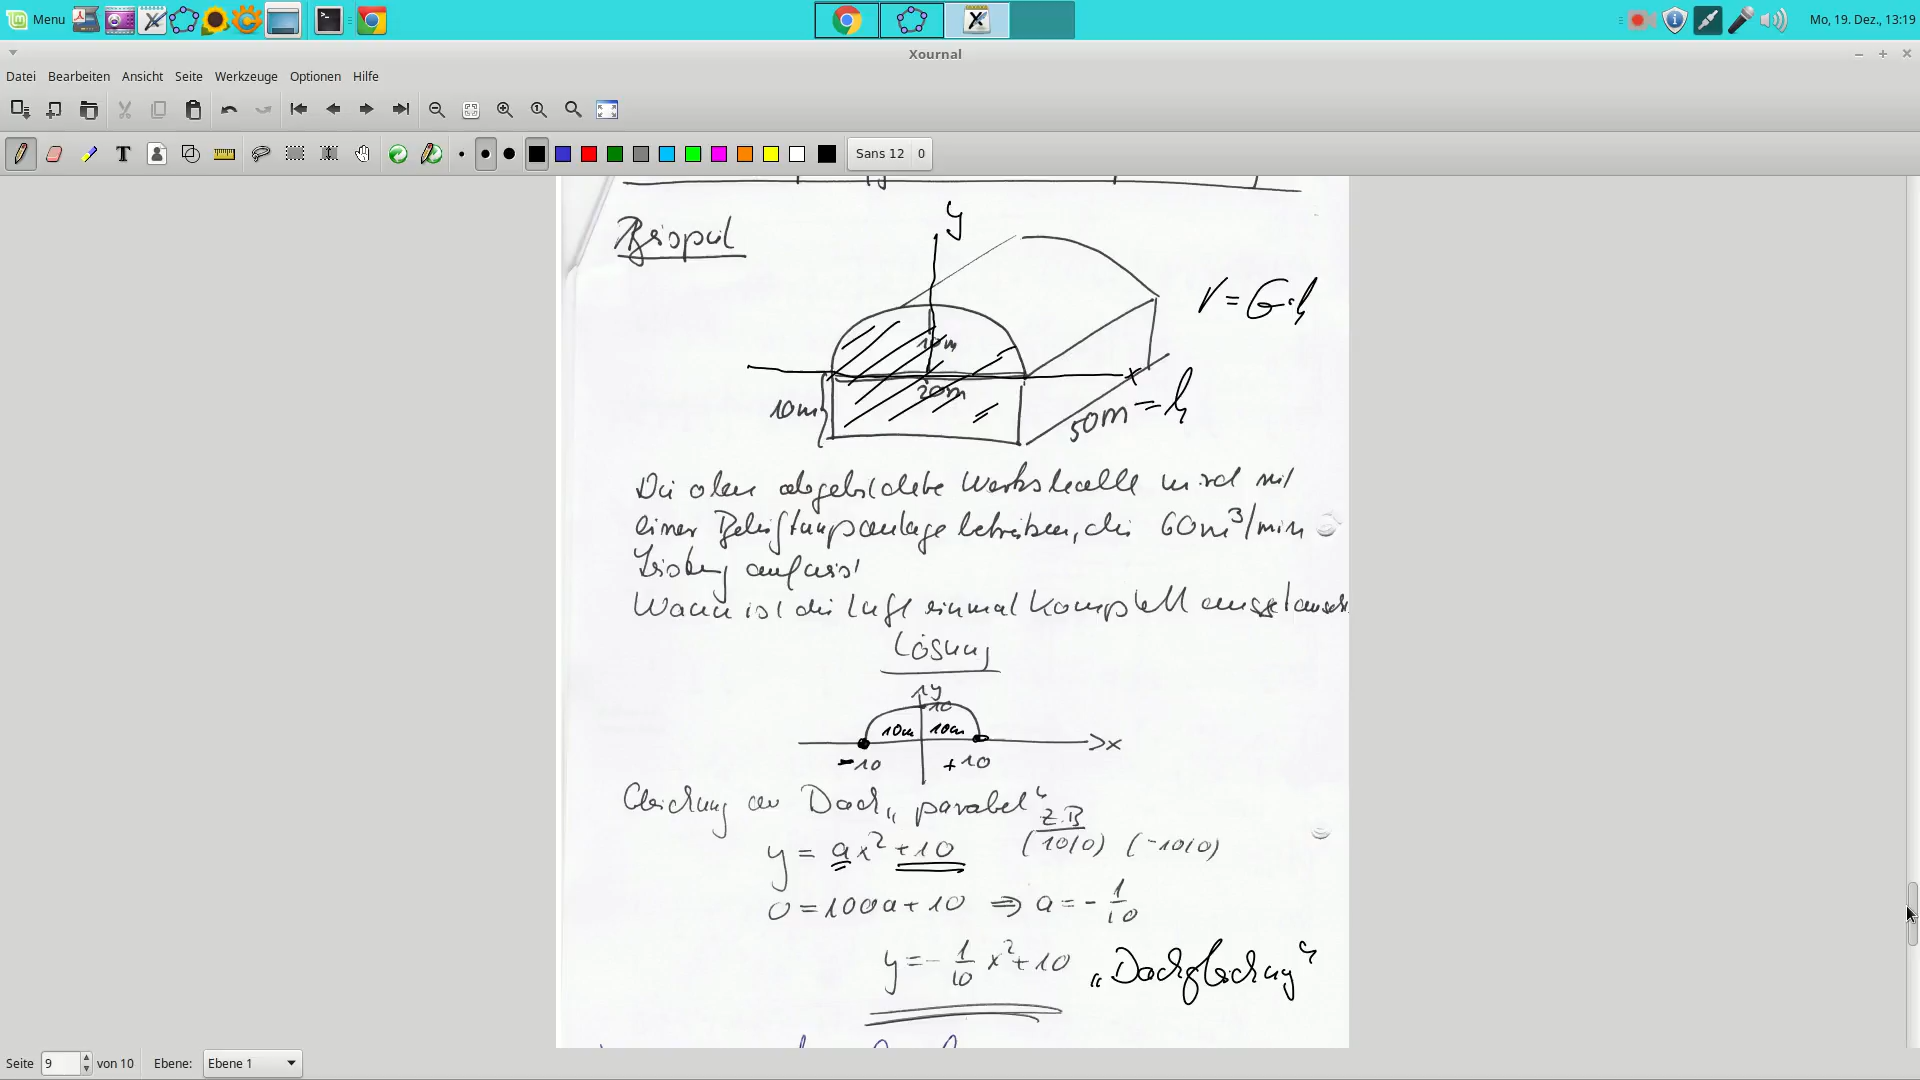 Menu
Mo, 19. Dez., 13:19
Xournal
Datei Bearbeiten Ansicht Seite Werkzeuge Optionen Hilfe
Sans 12 0
Beispiel
y
V = G·h
10m
x
20m
10m
50m = h
Die oben abgebildete Werkshalle wird mit
einer Belüftungsanlage betrieben, die 60m³/min
Leistung aufweist
Wann ist die Luft einmal komplett ausgetausch
Lösung
y
10
10m 10m
>x
-10 +10
Gleichung der Dach„parabel“
z.B
y = ax² +10 (10|0) (-10|0)
0 = 100a + 10 ⇒ a = - 1/10
y = - 1/10 x² + 10 „Dachgleichung“
Seite 9 von 10 Ebene: Ebene 1